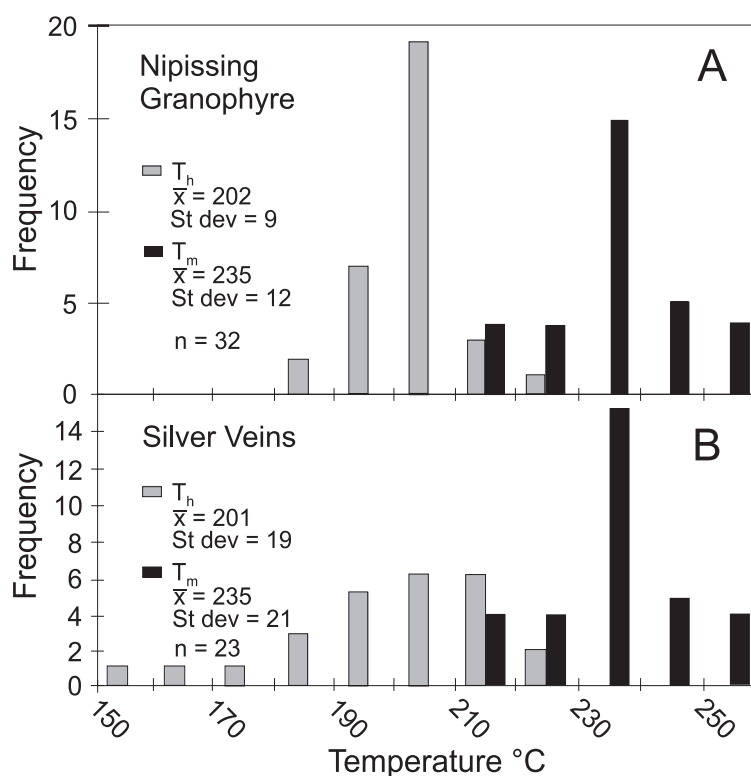 20
15
10
5
0
Frequency
Nipissing
Granophyre
A
Tₕ
x̄ = 202
St dev = 9
Tₘ
x̄ = 235
St dev = 12
n = 32
14
12
10
8
6
4
2
0
Frequency
Silver Veins
B
Tₕ
x̄ = 201
St dev = 19
Tₘ
x̄ = 235
St dev = 21
n = 23
150 170 190 210 230 250
Temperature °C